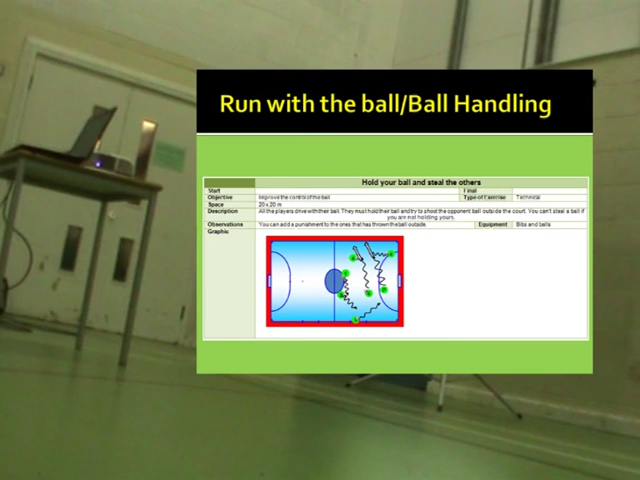 Run with the ball/Ball Handling
Hold your ball and steal the others
Start Final
Objective Improve the control of the ball Type of Exercise Technical
Space 20 x 20 m
Description All the players drive with their ball. They must hold their ball and try to shoot the opponent ball outside the court. You can't steal a ball if
you are not holding yours.
Observations You can add a punishment to the ones that has thrown the ball outside. Equipment Bibs and balls
Graphic